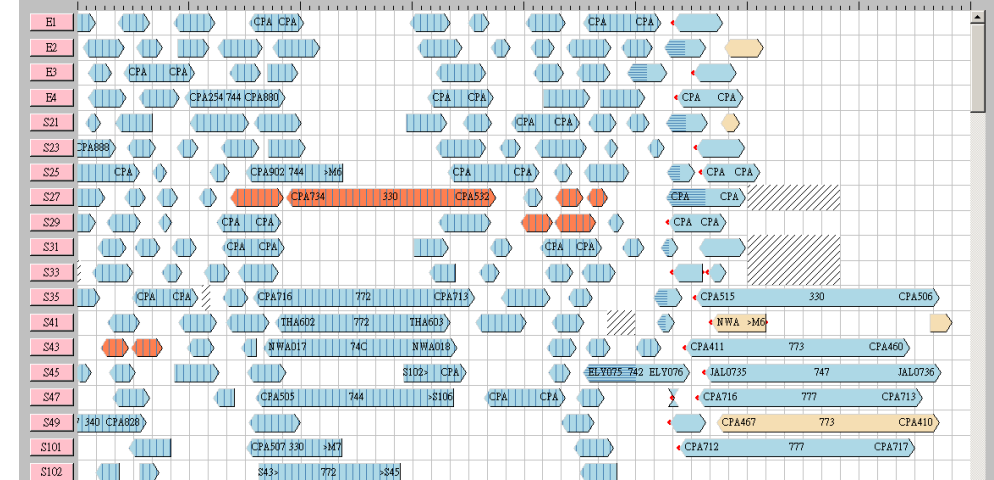 E1 CPA CPA CPA CPA
E2
E3 CPA CPA
E4 CPA254 744 CPA880 CPA CPA CPA CPA
S21 CPA CPA
S23 CPA888
S25 CPA CPA902 744 >M6 CPA CPA CPA CPA
S27 CPA734 330 CPA532 CPA CPA
S29 CPA CPA CPA CPA
S31 CPA CPA CPA CPA
S33
S35 CPA CPA CPA716 772 CPA713 CPA515 330 CPA506
S41 THA602 772 THA603 NWA >M6
S43 NWA017 74C NWA018 CPA411 773 CPA460
S45 S102> CPA ELY075 742 ELY076 JAL0735 747 JAL0736
S47 CPA505 744 >S106 CPA CPA CPA716 777 CPA713
S49 340 CPA828 CPA467 773 CPA410
S101 CPA507 330 >M7 CPA712 777 CPA717
S102 S43> 772 >S45